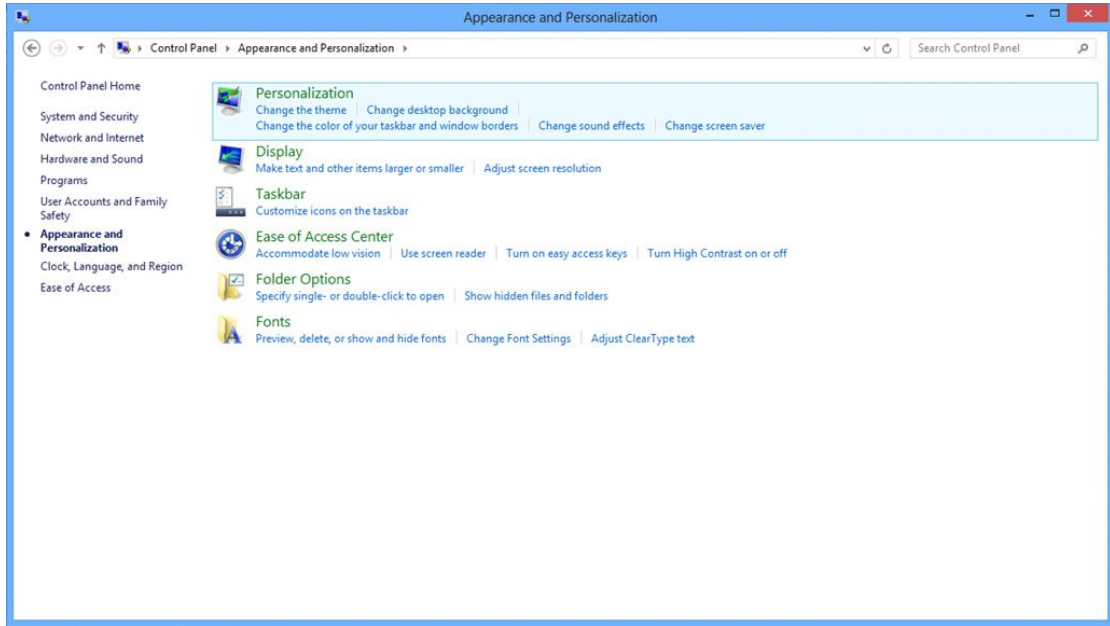 Appearance and Personalization
Control Panel Appearance and Personalization
Search Control Panel
Control Panel Home
System and Security
Network and Internet
Hardware and Sound
Programs
User Accounts and Family
Safety
Appearance and
Personalization
Clock, Language, and Region
Ease of Access
Personalization
Change the theme Change desktop background
Change the color of your taskbar and window borders Change sound effects Change screen saver
Display
Make text and other items larger or smaller Adjust screen resolution
Taskbar
Customize icons on the taskbar
Ease of Access Center
Accommodate low vision Use screen reader Turn on easy access keys Turn High Contrast on or off
Folder Options
Specify single- or double-click to open Show hidden files and folders
Fonts
Preview, delete, or show and hide fonts Change Font Settings Adjust ClearType text